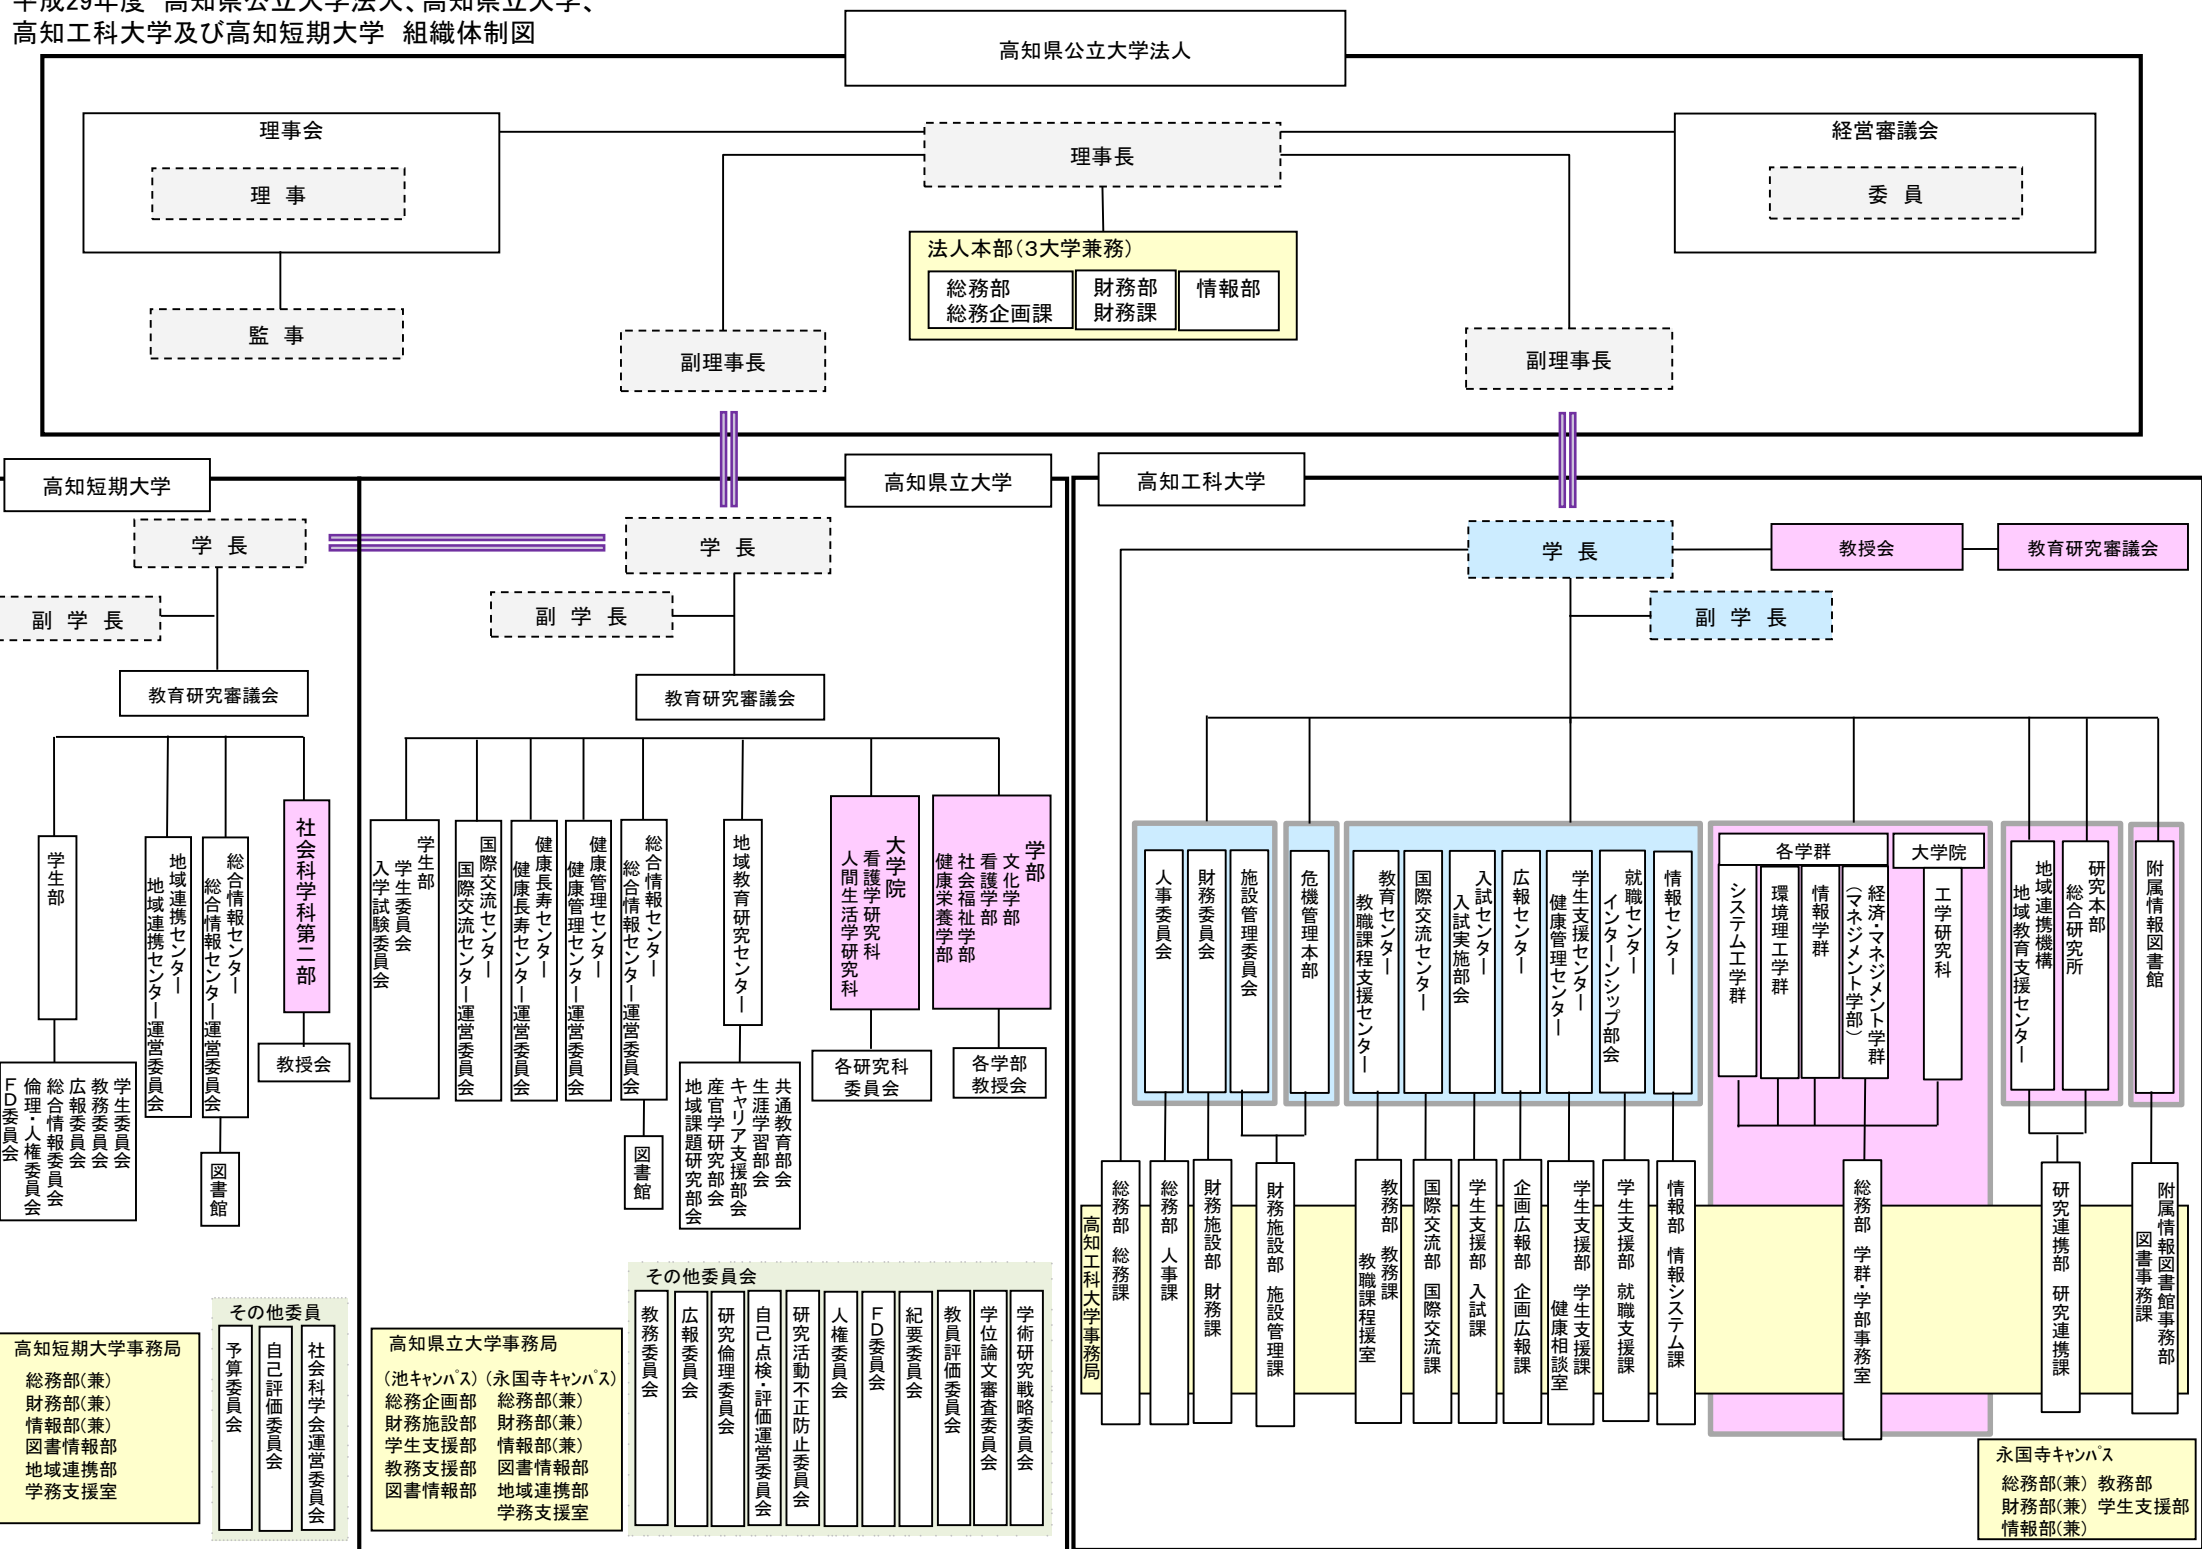 平成29年度　高知県公立大学法人、高知県立大学、
高知工科大学及び高知短期大学　組織体制図
高知県公立大学法人
理事会
理　事
監　事
理事長
経営審議会
委　員
法人本部（３大学兼務）
総務部
総務企画課
財務部
財務課
情報部
副理事長
副理事長
高知短期大学
学　長
副　学　長
教育研究審議会
学生部
地域連携センター
地域連携センター運営委員会
総合情報センター
総合情報センター運営委員会
社会科学科第二部
学生委員会
教務委員会
広報委員会
総合情報委員会
倫理・人権委員会
ＦＤ委員会
図書館
教授会
その他委員
予算委員会
自己評価委員会
社会科学会運営委員会
高知短期大学事務局
総務部(兼)
財務部(兼)
情報部(兼)
図書情報部
地域連携部
学務支援室
高知県立大学
学　長
副　学　長
教育研究審議会
学生部
学生委員会
入学試験委員会
国際交流センター
国際交流センター運営委員会
健康長寿センター
健康長寿センター運営委員会
健康管理センター
健康管理センター運営委員会
総合情報センター
総合情報センター運営委員会
地域教育研究センター
大学院
看護学研究科
人間生活学研究科
学部
文化学部
看護学部
社会福祉学部
健康栄養学部
図書館
共通教育部会
生涯学習部会
キャリア支援部会
産官学研究部会
地域課題研究部会
各研究科
委員会
各学部
教授会
その他委員会
教務委員会
広報委員会
研究倫理委員会
自己点検・評価運営委員会
研究活動不正防止委員会
人権委員会
ＦＤ委員会
紀要委員会
教員評価委員会
学位論文審査委員会
学術研究戦略委員会
高知県立大学事務局
(池ｷｬﾝﾊﾟｽ)
総務企画部
財務施設部
学生支援部
教務支援部
図書情報部
(永国寺ｷｬﾝﾊﾟｽ)
総務部(兼)
財務部(兼)
情報部(兼)
図書情報部
地域連携部
学務支援室
高知工科大学
学　長
教授会
教育研究審議会
副　学　長
人事委員会
財務委員会
施設管理委員会
危機管理本部
教育センター
教職課程支援センター
国際交流センター
入試センター
入試実施部会
広報センター
学生支援センター
健康管理センター
就職センター
インターンシップ部会
情報センター
各学群
システム工学群
環境理工学群
情報学群
経済・マネジメント学群
（マネジメント学部）
大学院
工学研究科
地域連携機構
地域教育支援センター
研究本部
総合研究所
附属情報図書館
高知工科大学事務局
総務部　総務課
総務部　人事課
財務施設部　財務課
財務施設部　施設管理課
教務部　教務課
教職課程援室
国際交流部　国際交流課
学生支援部　入試課
企画広報部　企画広報課
学生支援部　学生支援課
健康相談室
学生支援部　就職支援課
情報部　情報システム課
総務部　学群・学部事務室
研究連携部　研究連携課
附属情報図書館事務部
図書事務課
永国寺ｷｬﾝﾊﾟｽ
総務部(兼)　教務部
財務部(兼)　学生支援部
情報部(兼)